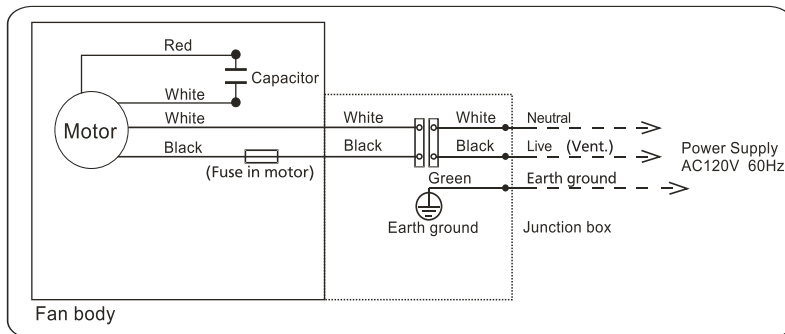 Red
Capacitor
White
White
White
White
Neutral
Motor
Black
Black
Black
Live (Vent.)
Power Supply
AC120V 60Hz
(Fuse in motor)
Green
Earth ground
Earth ground
Junction box
Fan body